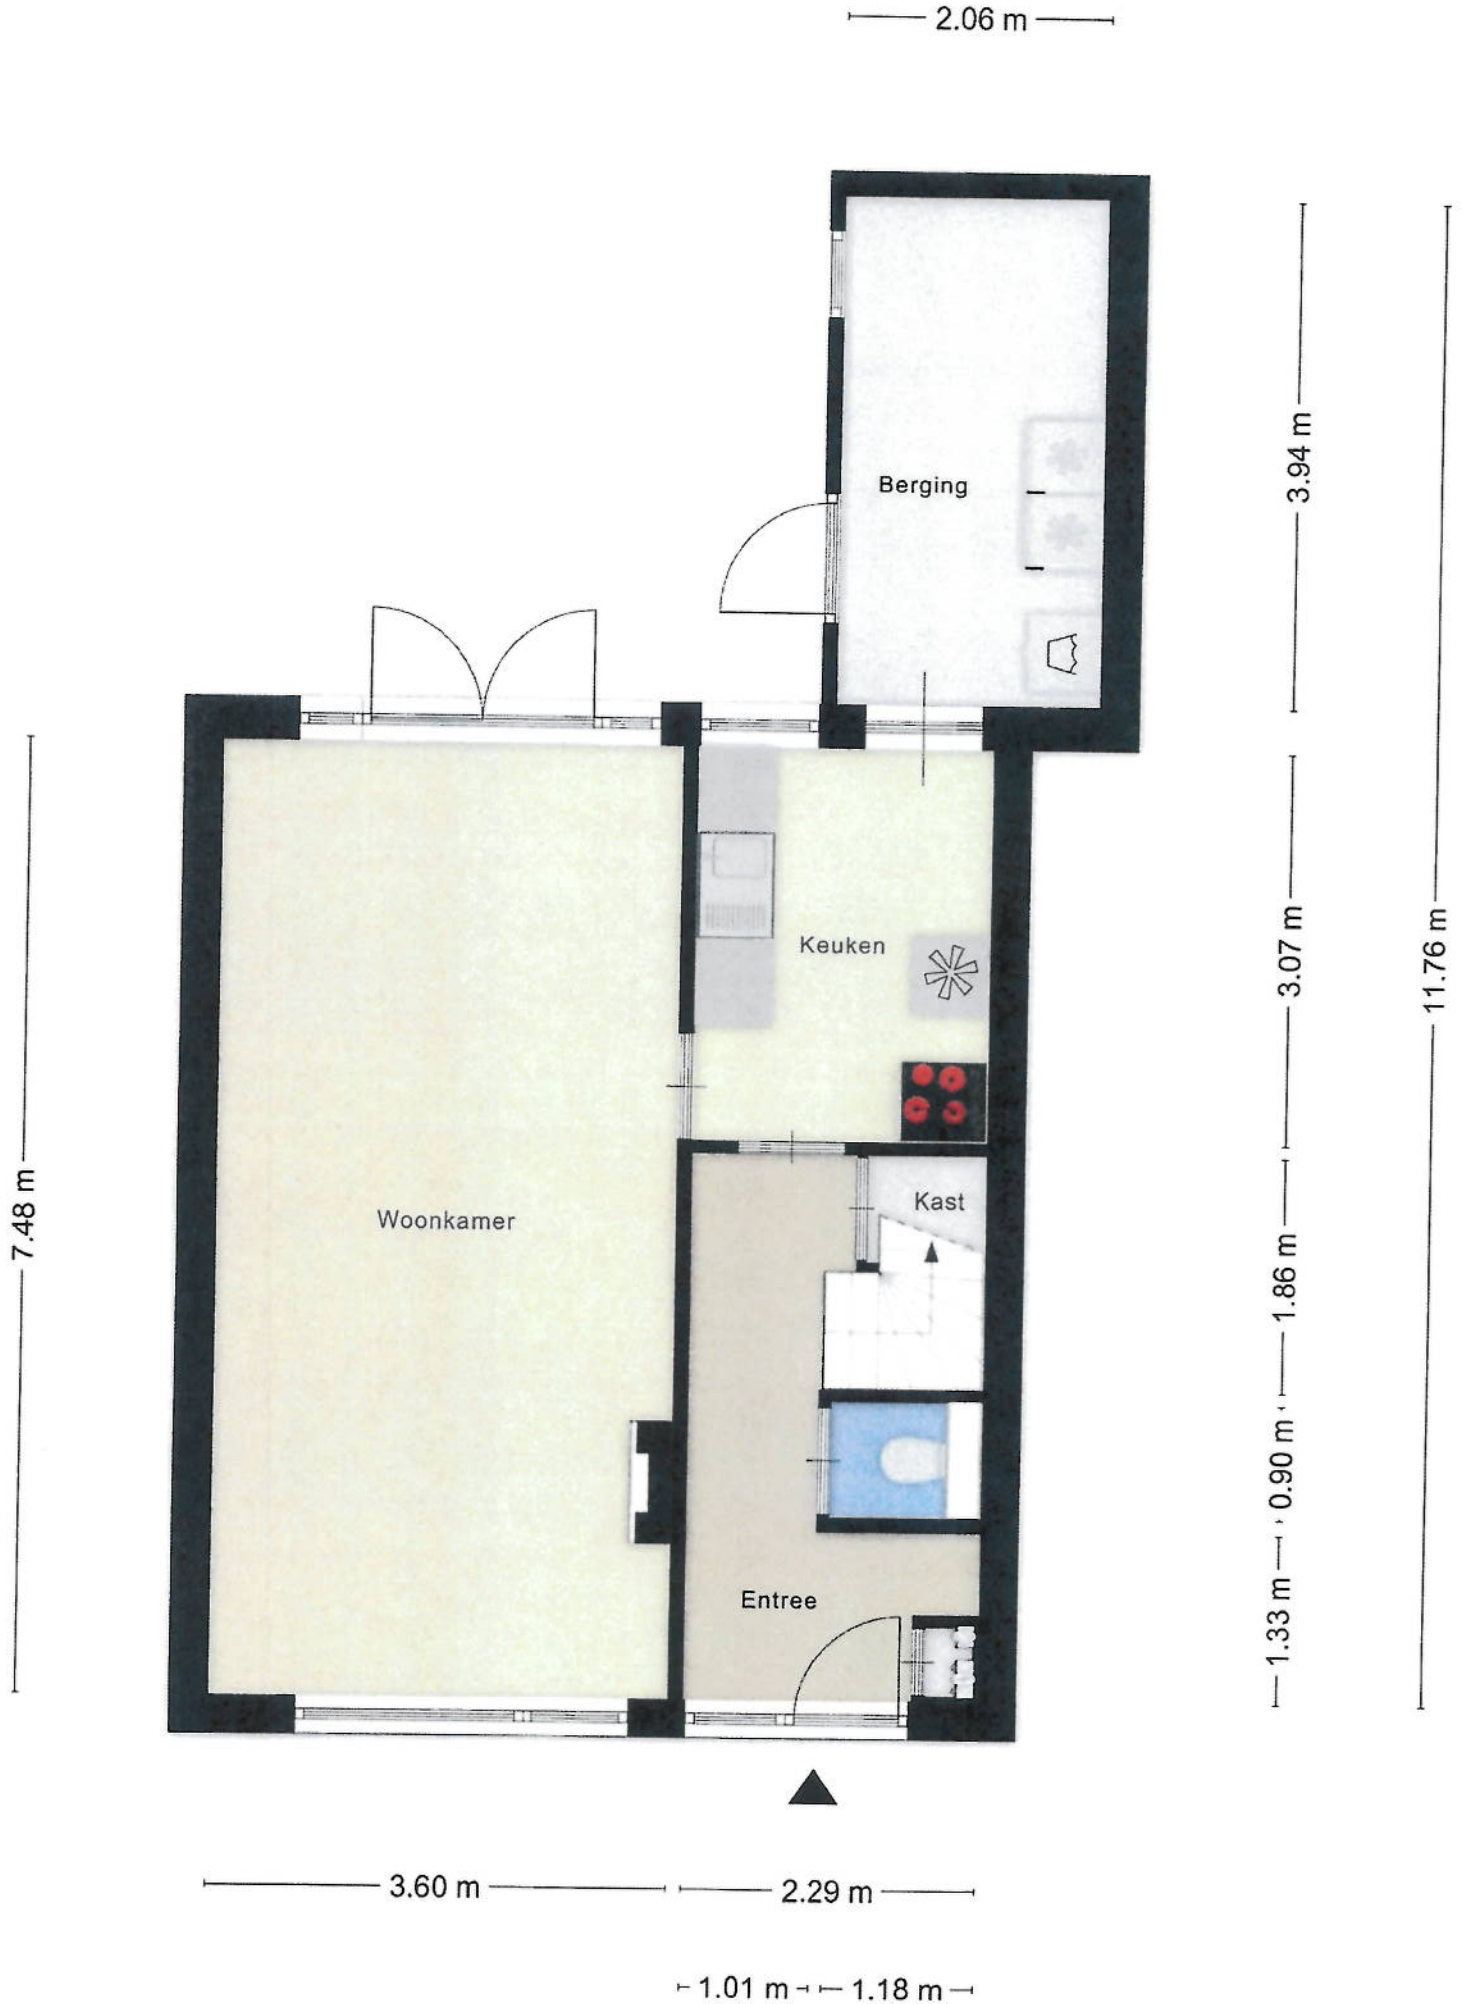 2.06 m
3.94 m
Berging
11.76 m
3.07 m
Keuken
7.48 m
Woonkamer
Kast
1.86 m
0.90 m
Entree
1.33 m
3.60 m
2.29 m
1.01 m
1.18 m